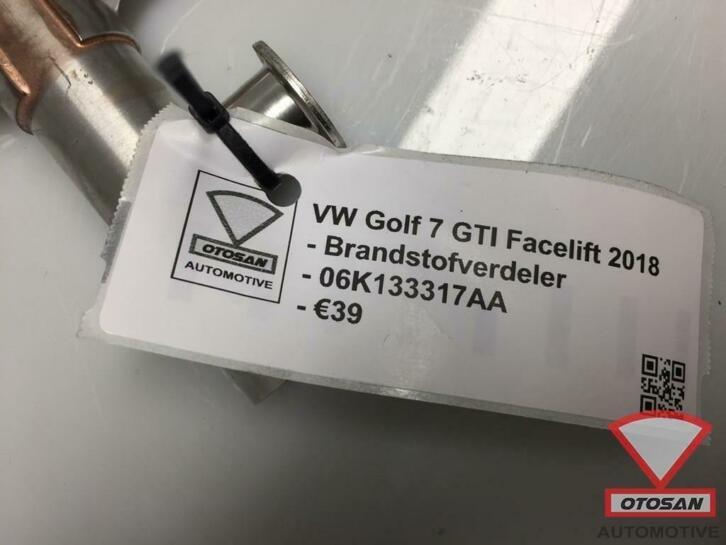 OTOSAN
AUTOMOTIVE
VW Golf 7 GTI Facelift 2018
- Brandstofverdeler
- 06K133317AA
- €39
OTOSAN
AUTOMOTIVE